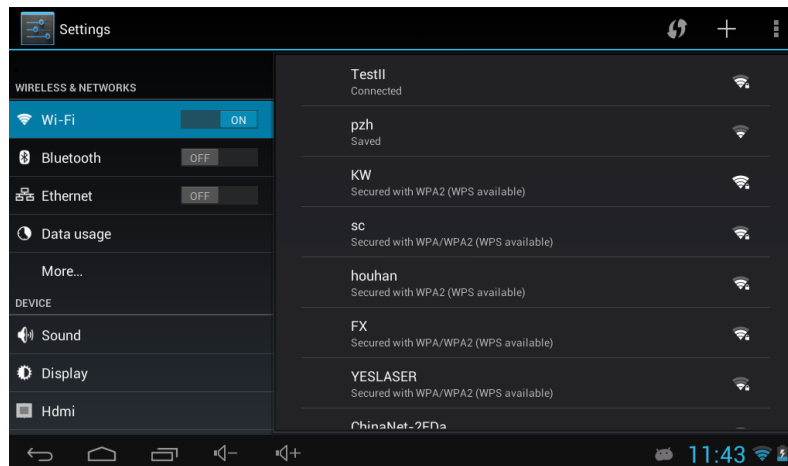 Settings
WIRELESS & NETWORKS
Wi-Fi ON
Bluetooth OFF
Ethernet OFF
Data usage
More...
DEVICE
Sound
Display
Hdmi
TestII
Connected
pzh
Saved
KW
Secured with WPA2 (WPS available)
sc
Secured with WPA/WPA2 (WPS available)
houhan
Secured with WPA2 (WPS available)
FX
Secured with WPA/WPA2 (WPS available)
YESLASER
Secured with WPA/WPA2 (WPS available)
ChinaNet-2FDa
11:43